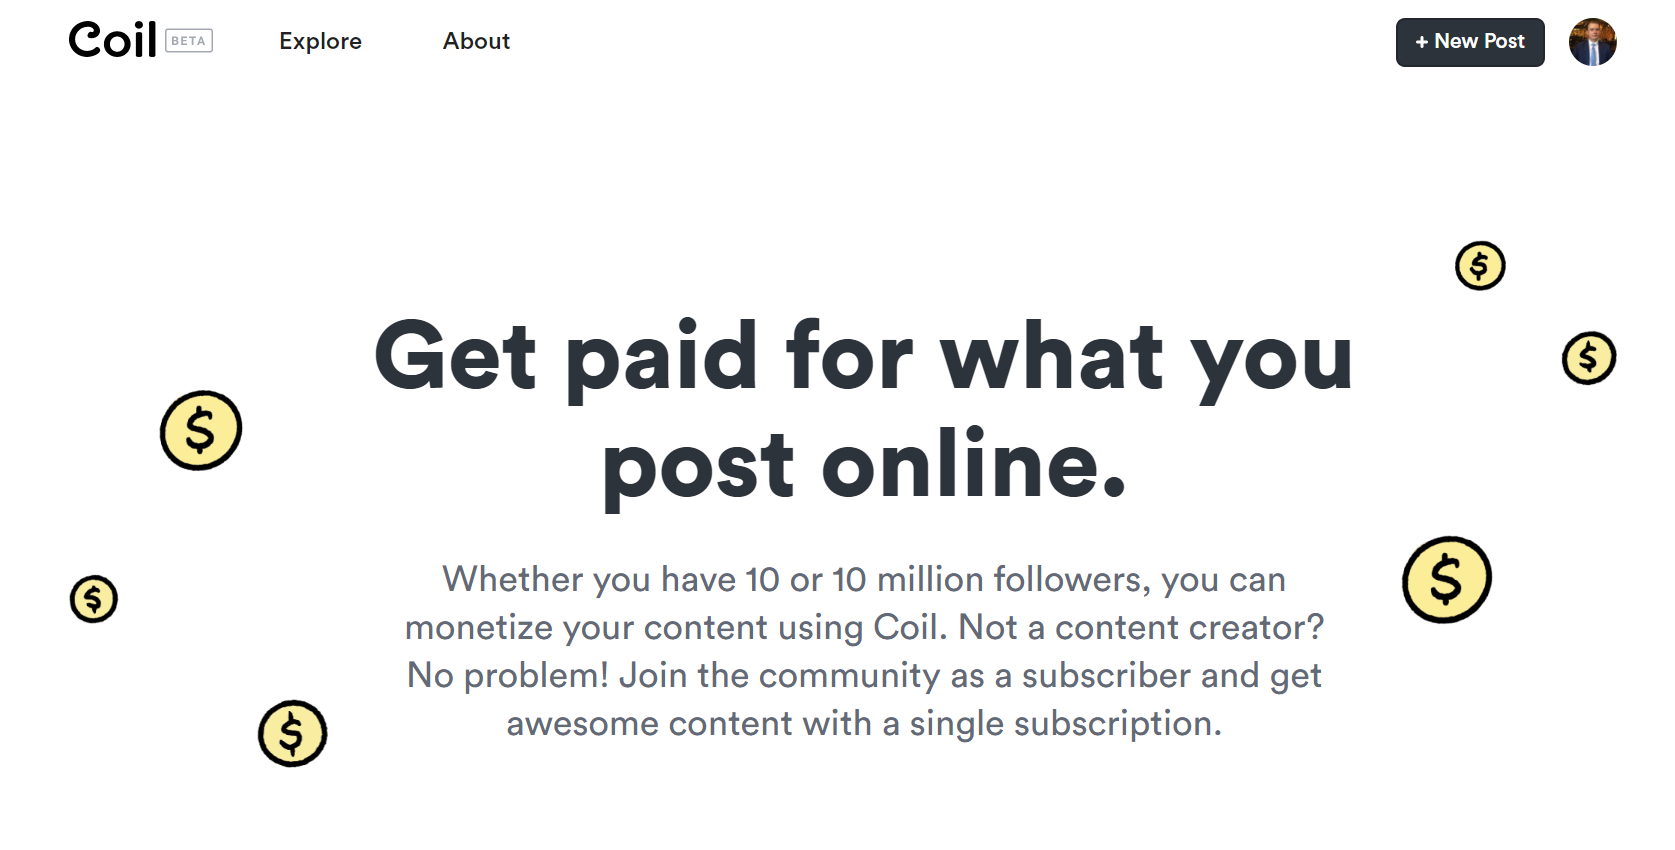 Coil BETA Explore About + New Post
$
Get paid for what you
$
$
post online.
$
Whether you have 10 or 10 million followers, you can
$
monetize your content using Coil. Not a content creator?
No problem! Join the community as a subscriber and get
awesome content with a single subscription.
$